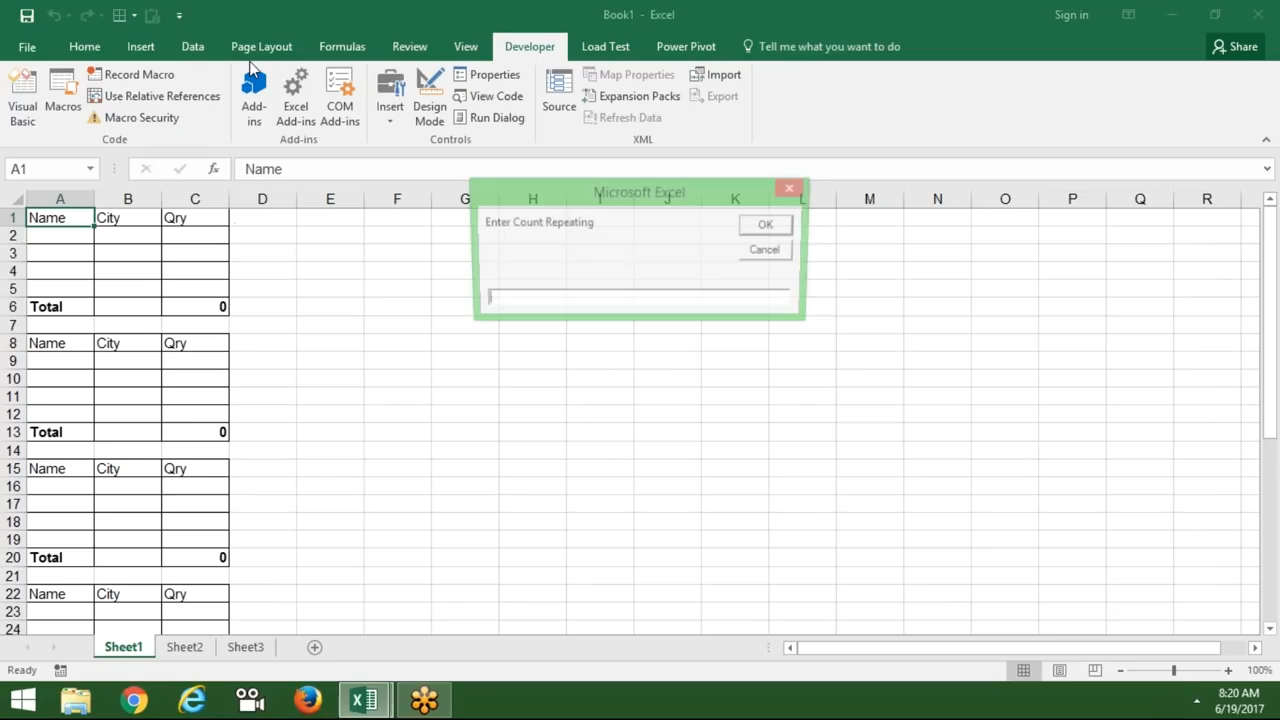 Book1 - Excel
Sign in
File Home Insert Data Page Layout Formulas Review View Developer Load Test Power Pivot Tell me what you want to do Share
Visual Basic
Macros
Record Macro
Use Relative References
Macro Security
Code
Add-ins
Excel Add-ins
COM Add-ins
Add-ins
Insert
Design Mode
Properties
View Code
Run Dialog
Controls
Source
Map Properties
Expansion Packs
Refresh Data
Import
Export
XML
A1 fx Name
A B C D E F G H I J K L M N O P Q R
Microsoft Excel
Enter Count Repeating
OK
Cancel
1 Name City Qry
2
3
4
5
6 Total 0
7
8 Name City Qry
9
10
11
12
13 Total 0
14
15 Name City Qry
16
17
18
19
20 Total 0
21
22 Name City Qry
23
24
Sheet1 Sheet2 Sheet3
Ready 100%
8:20 AM
6/19/2017